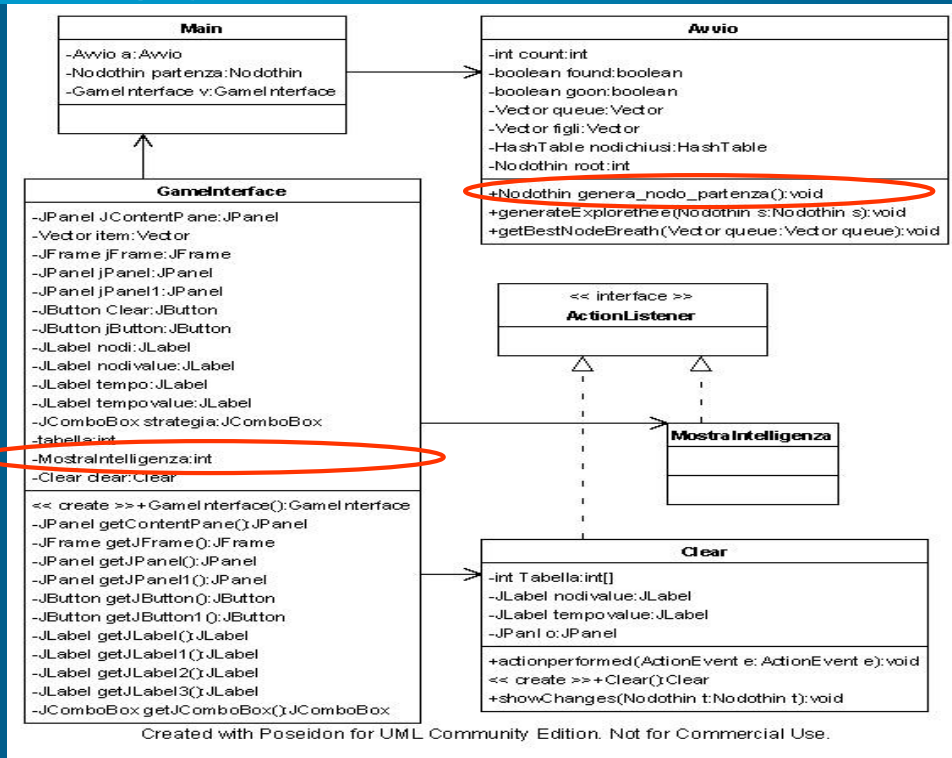 Main
-Avvio a:Avvio
-Nodothin partenza:Nodothin
-GameInterface v:GameInterface
Avvio
-int count:int
-boolean found:boolean
-boolean goon:boolean
-Vector queue:Vector
-Vector figli:Vector
-HashTable nodichiusi:HashTable
-Nodothin root:int
+Nodothin genera_nodo_partenza():void
+generateExplorethee(Nodothin s:Nodothin s):void
+getBestNodeBreath(Vector queue:Vector queue):void
GameInterface
-JPanel JContentPane:JPanel
-Vector item:Vector
-JFrame jFrame:JFrame
-JPanel jPanel:JPanel
-JPanel jPanel1:JPanel
-JButton Clear:JButton
-JButton jButton:JButton
-JLabel nodi:JLabel
-JLabel nodivalue:JLabel
-JLabel tempo:JLabel
-JLabel tempovalue:JLabel
-JComboBox strategia:JComboBox
-tabella:int
-MostraIntelligenza:int
-Clear clear:Clear
<< create >>+GameInterface():GameInterface
-JPanel getContentPane():JPanel
-JFrame getJFrame():JFrame
-JPanel getJPanel():JPanel
-JPanel getJPanel1():JPanel
-JButton getJButton():JButton
-JButton getJButton1():JButton
-JLabel getJLabel():JLabel
-JLabel getJLabel1():JLabel
-JLabel getJLabel2():JLabel
-JLabel getJLabel3():JLabel
-JComboBox getJComboBox():JComboBox
<< interface >>
ActionListener
MostraIntelligenza
Clear
-int Tabella:int[]
-JLabel nodivalue:JLabel
-JLabel tempovalue:JLabel
-JPanl o:JPanel
+actionperformed(ActionEvent e: ActionEvent e):void
<< create >>+Clear():Clear
+showChanges(Nodothin t:Nodothin t):void
Created with Poseidon for UML Community Edition. Not for Commercial Use.